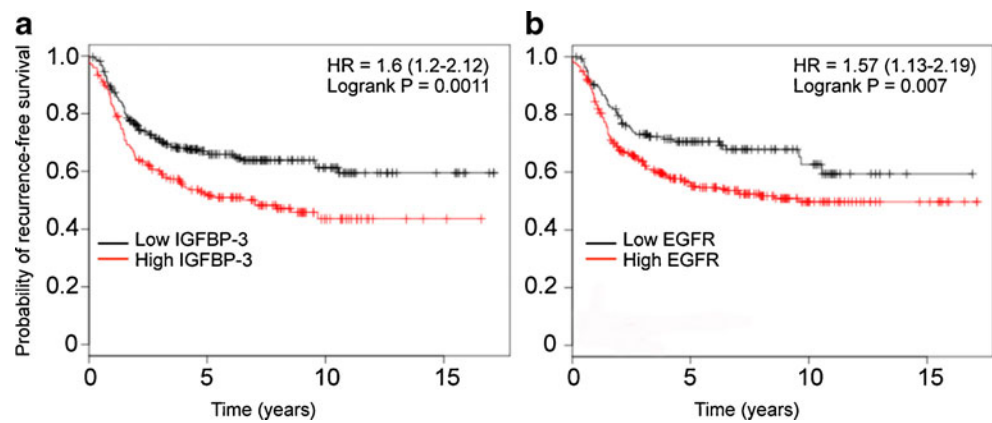 a
HR = 1.6 (1.2-2.12)
Logrank P = 0.0011
Probability of recurrence-free survival
1.0
0.8
0.6
0.4
0.2
0
Low IGFBP-3
High IGFBP-3
0 5 10 15
Time (years)
b
HR = 1.57 (1.13-2.19)
Logrank P = 0.007
1.0
0.8
0.6
0.4
0.2
0
Low EGFR
High EGFR
0 5 10 15
Time (years)